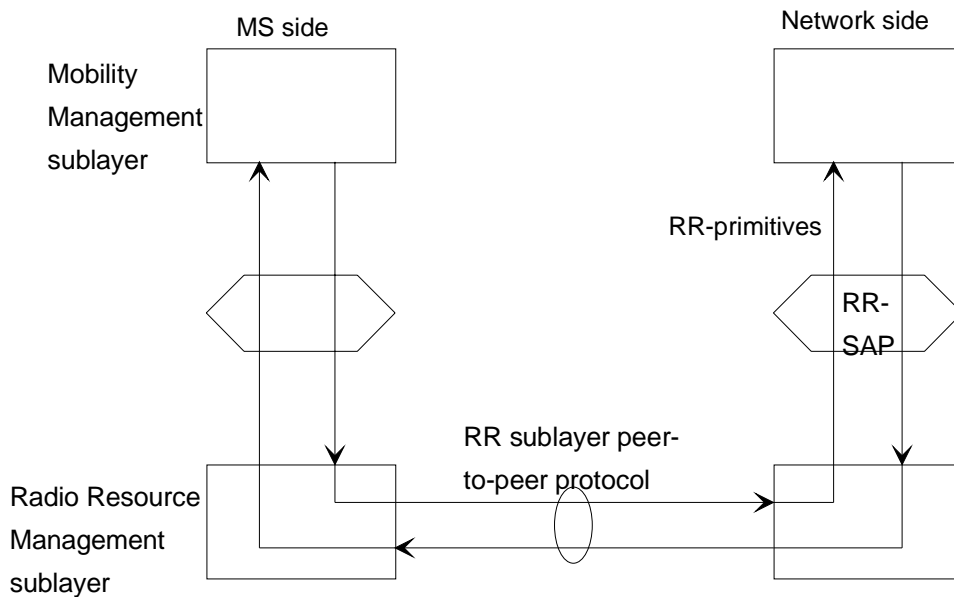 MS side
Network side
Mobility
Management
sublayer
RR-primitives
RR-
SAP
RR sublayer peer-
to-peer protocol
Radio Resource
Management
sublayer